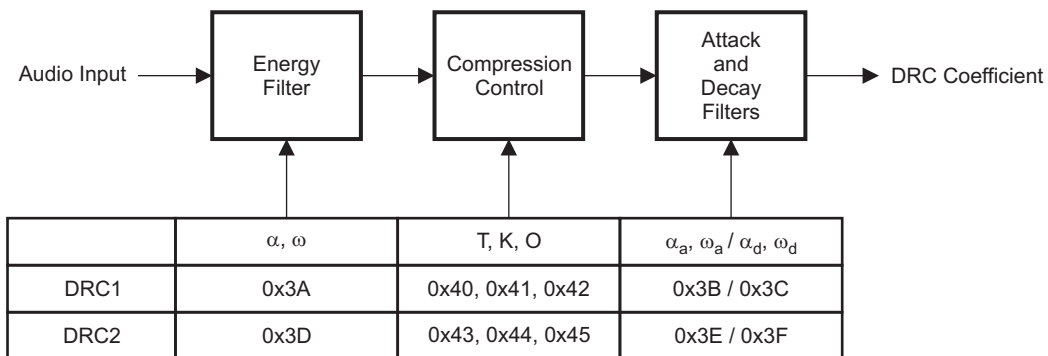 Audio Input
Energy
Filter
Compression
Control
Attack
and
Decay
Filters
DRC Coefficient
α, ω
T, K, O
αa, ωa / αd, ωd
DRC1
0x3A
0x40, 0x41, 0x42
0x3B / 0x3C
DRC2
0x3D
0x43, 0x44, 0x45
0x3E / 0x3F